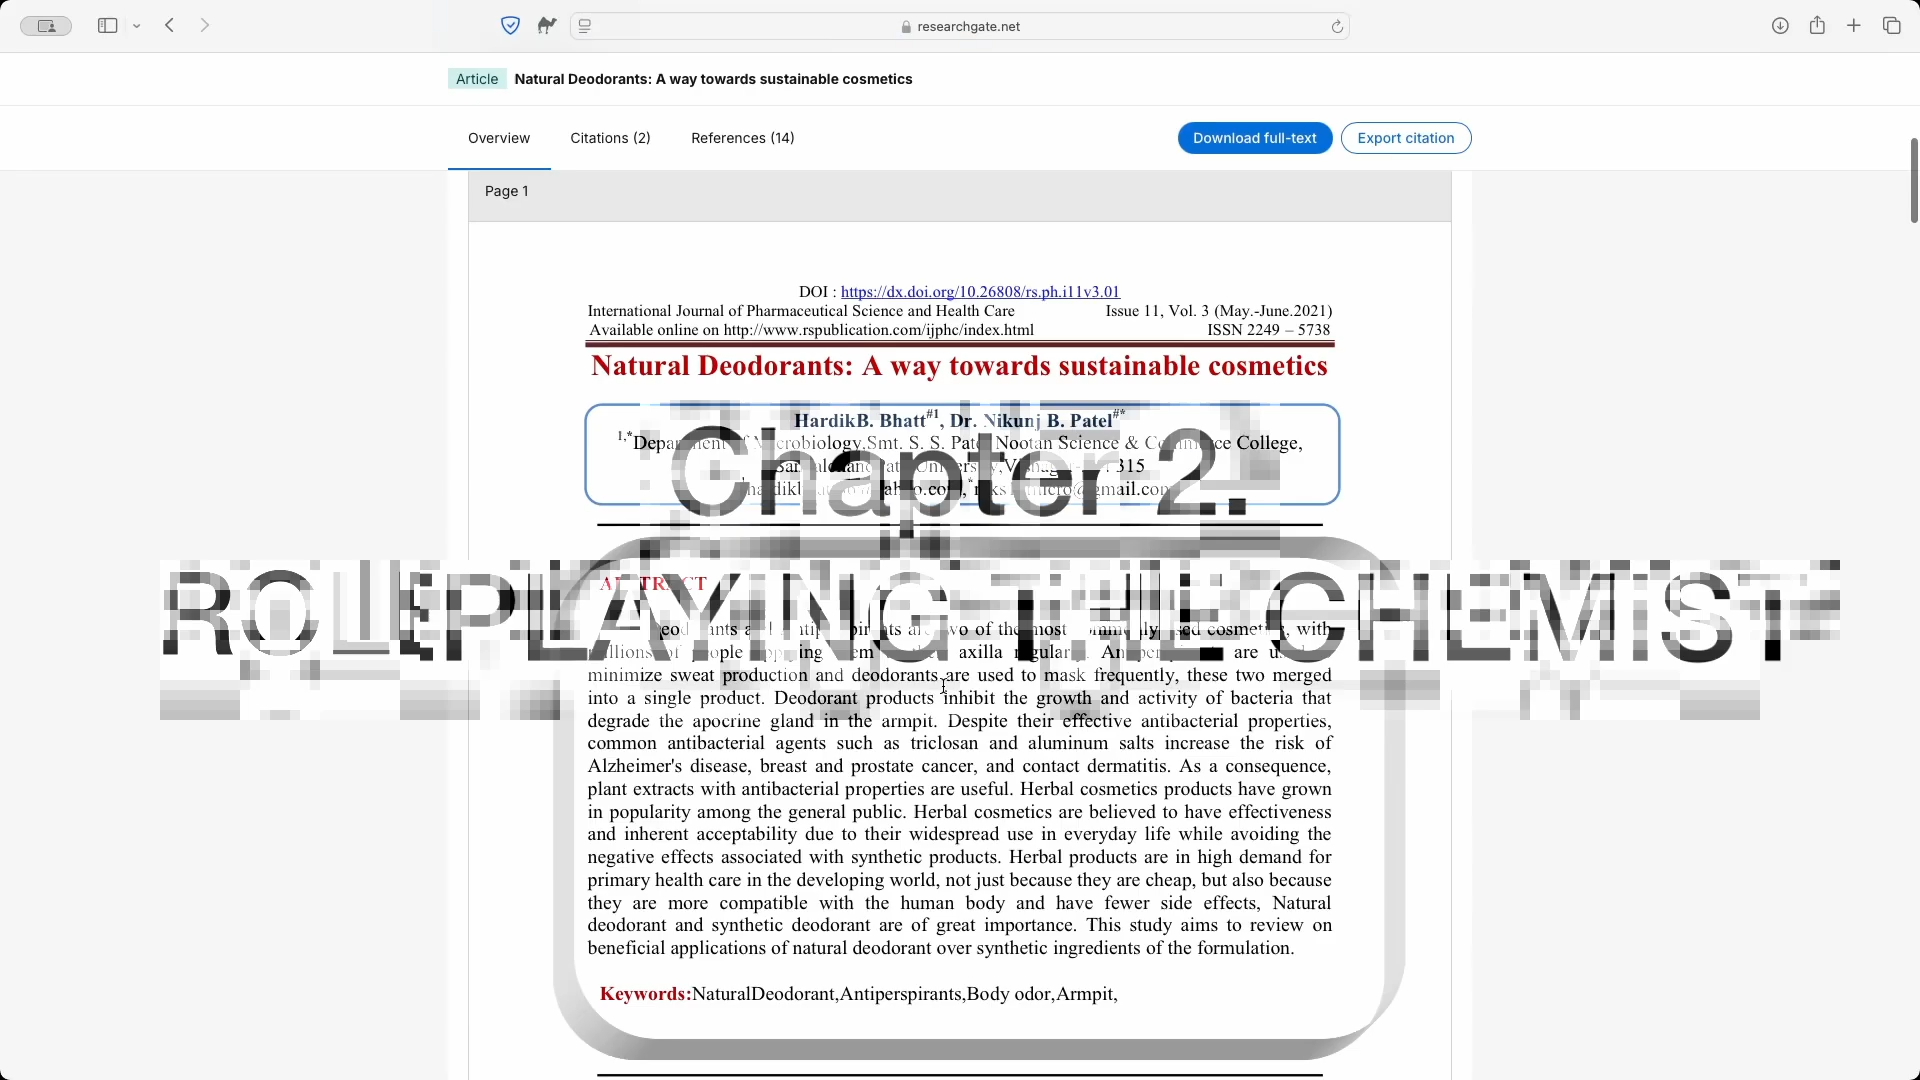 researchgate.net
Article Natural Deodorants: A way towards sustainable cosmetics
Overview Citations (2) References (14) Download full-text Export citation
Page 1
DOI : https://dx.doi.org/10.26808/rs.ph.i11v3.01
International Journal of Pharmaceutical Science and Health Care Issue 11, Vol. 3 (May.-June.2021)
Available online on http://www.rspublication.com/ijphc/index.html ISSN 2249 – 5738
Natural Deodorants: A way towards sustainable cosmetics
HardikB. Bhatt#1, Dr. Nikunj B. Patel#*
Smt. S. S. Nootan Science & College,
Chapter 2.
ROLEPLAYING THE CHEMIST
of the most cosmetics, with
axilla are
minimize sweat production and deodorants are used to mask frequently, these two merged
into a single product. Deodorant products inhibit the growth and activity of bacteria that
degrade the apocrine gland in the armpit. Despite their effective antibacterial properties,
common antibacterial agents such as triclosan and aluminum salts increase the risk of
Alzheimer's disease, breast and prostate cancer, and contact dermatitis. As a consequence,
plant extracts with antibacterial properties are useful. Herbal cosmetics products have grown
in popularity among the general public. Herbal cosmetics are believed to have effectiveness
and inherent acceptability due to their widespread use in everyday life while avoiding the
negative effects associated with synthetic products. Herbal products are in high demand for
primary health care in the developing world, not just because they are cheap, but also because
they are more compatible with the human body and have fewer side effects, Natural
deodorant and synthetic deodorant are of great importance. This study aims to review on
beneficial applications of natural deodorant over synthetic ingredients of the formulation.
Keywords:NaturalDeodorant,Antiperspirants,Body odor,Armpit,